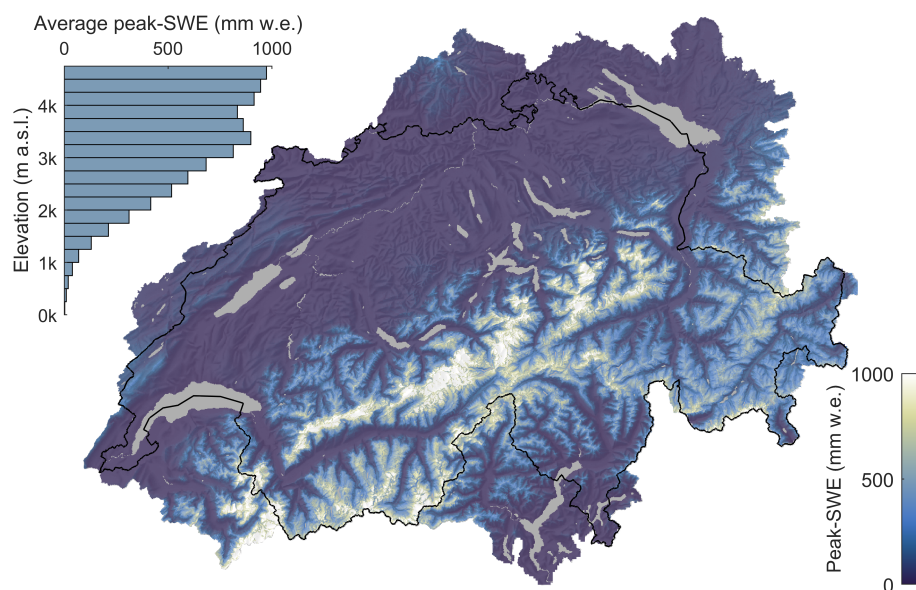 Average peak-SWE (mm w.e.)
0 500 1000
Elevation (m a.s.l.)
4k
3k
2k
1k
0k
Peak-SWE (mm w.e.)
1000
500
0